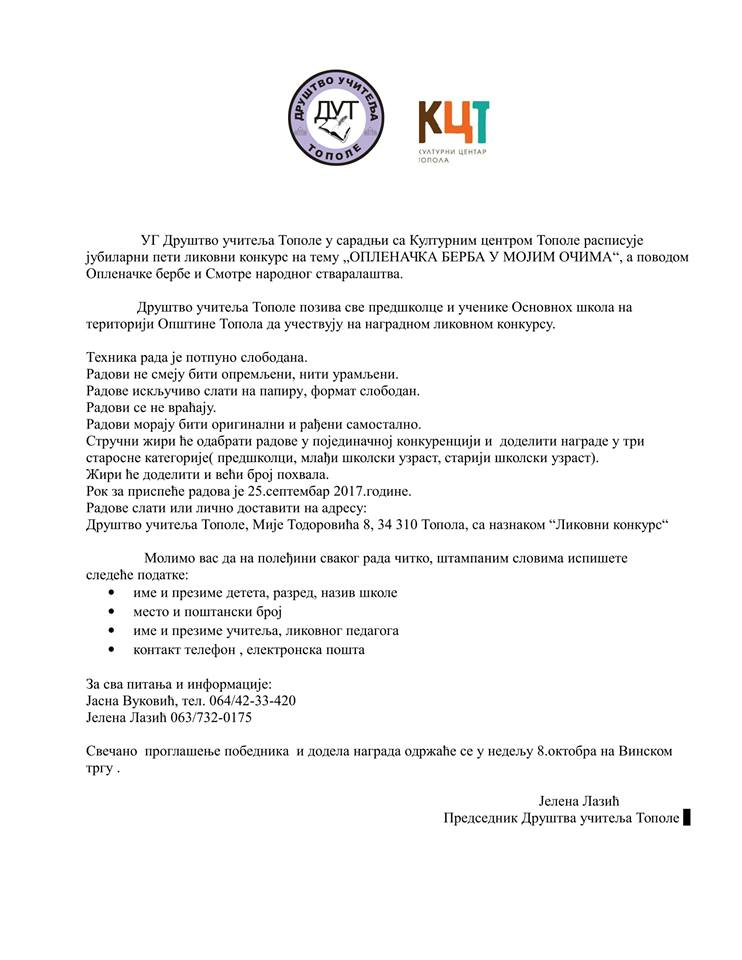 ДРУШТВО УЧИТЕЉА
ДУТ
ТОПОЛЕ
КЦТ
КУЛТУРНИ ЦЕНТАР
ТОПОЛА
УГ Друштво учитеља Тополе у сарадњи са Културним центром Тополе расписује
јубиларни пети ликовни конкурс на тему „ОПЛЕНАЧКА БЕРБА У МОЈИМ ОЧИМА“, а поводом
Опленачке бербе и Смотре народног стваралаштва.
Друштво учитеља Тополе позива све предшколце и ученике Основнох школа на
територији Општине Топола да учествују на наградном ликовном конкурсу.
Техника рада је потпуно слободана.
Радови не смеју бити опремљени, нити урамљени.
Радове искључиво слати на папиру, формат слободан.
Радови се не враћају.
Радови морају бити оригинални и рађени самостално.
Стручни жири ће одабрати радове у појединачној конкуренцији и доделити награде у три
старосне категорије( предшколци, млађи школски узраст, старији школски узраст).
Жири ће доделити и већи број похвала.
Рок за приспеће радова је 25.септембар 2017.године.
Радове слати или лично доставити на адресу:
Друштво учитеља Тополе, Мије Тодоровића 8, 34 310 Топола, са назнаком “Ликовни конкурс“
Молимо вас да на полеђини сваког рада читко, штампаним словима испишете
следеће податке:
• име и презиме детета, разред, назив школе
• место и поштански број
• име и презиме учитеља, ликовног педагога
• контакт телефон , електронска пошта
За сва питања и информације:
Јасна Вуковић, тел. 064/42-33-420
Јелена Лазић 063/732-0175
Свечано проглашење победника и додела награда одржаће се у недељу 8.октобра на Винском
тргу .
Јелена Лазић
Председник Друштва учитеља Тополе